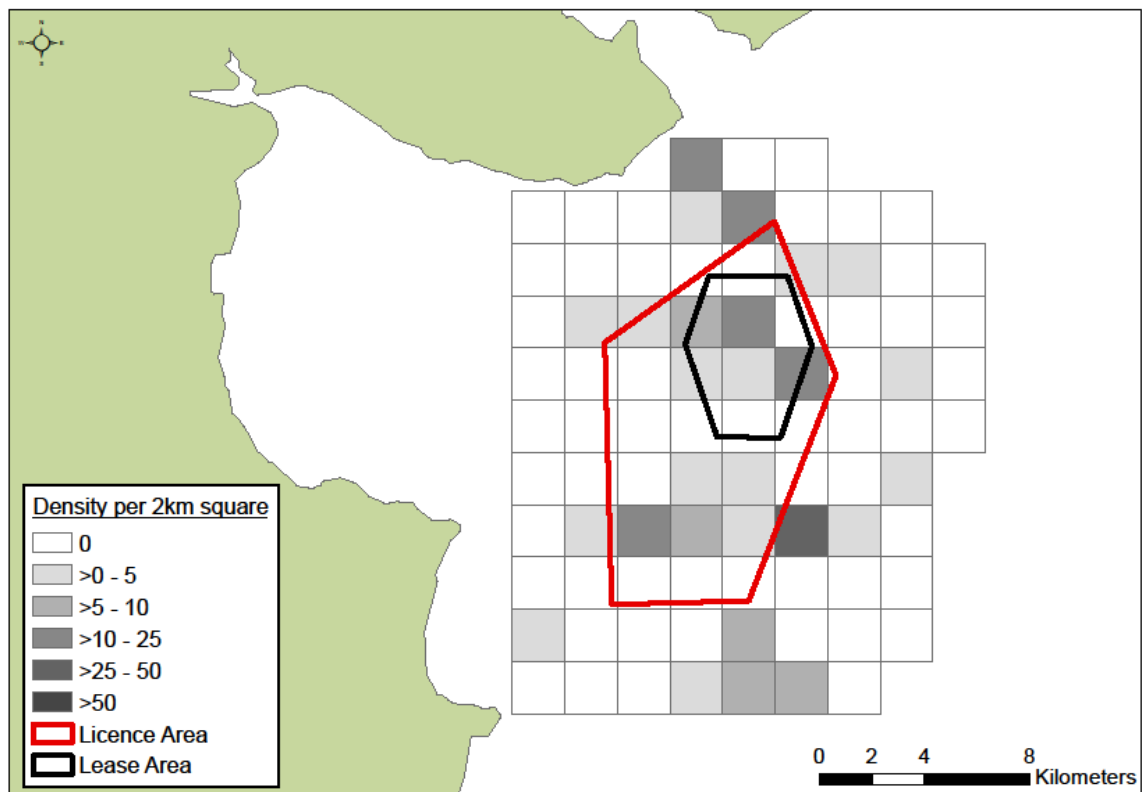 N
W
E
S
Density per 2km square
0
>0 - 5
>5 - 10
>10 - 25
>25 - 50
>50
Licence Area
Lease Area
0 2 4 8
Kilometers